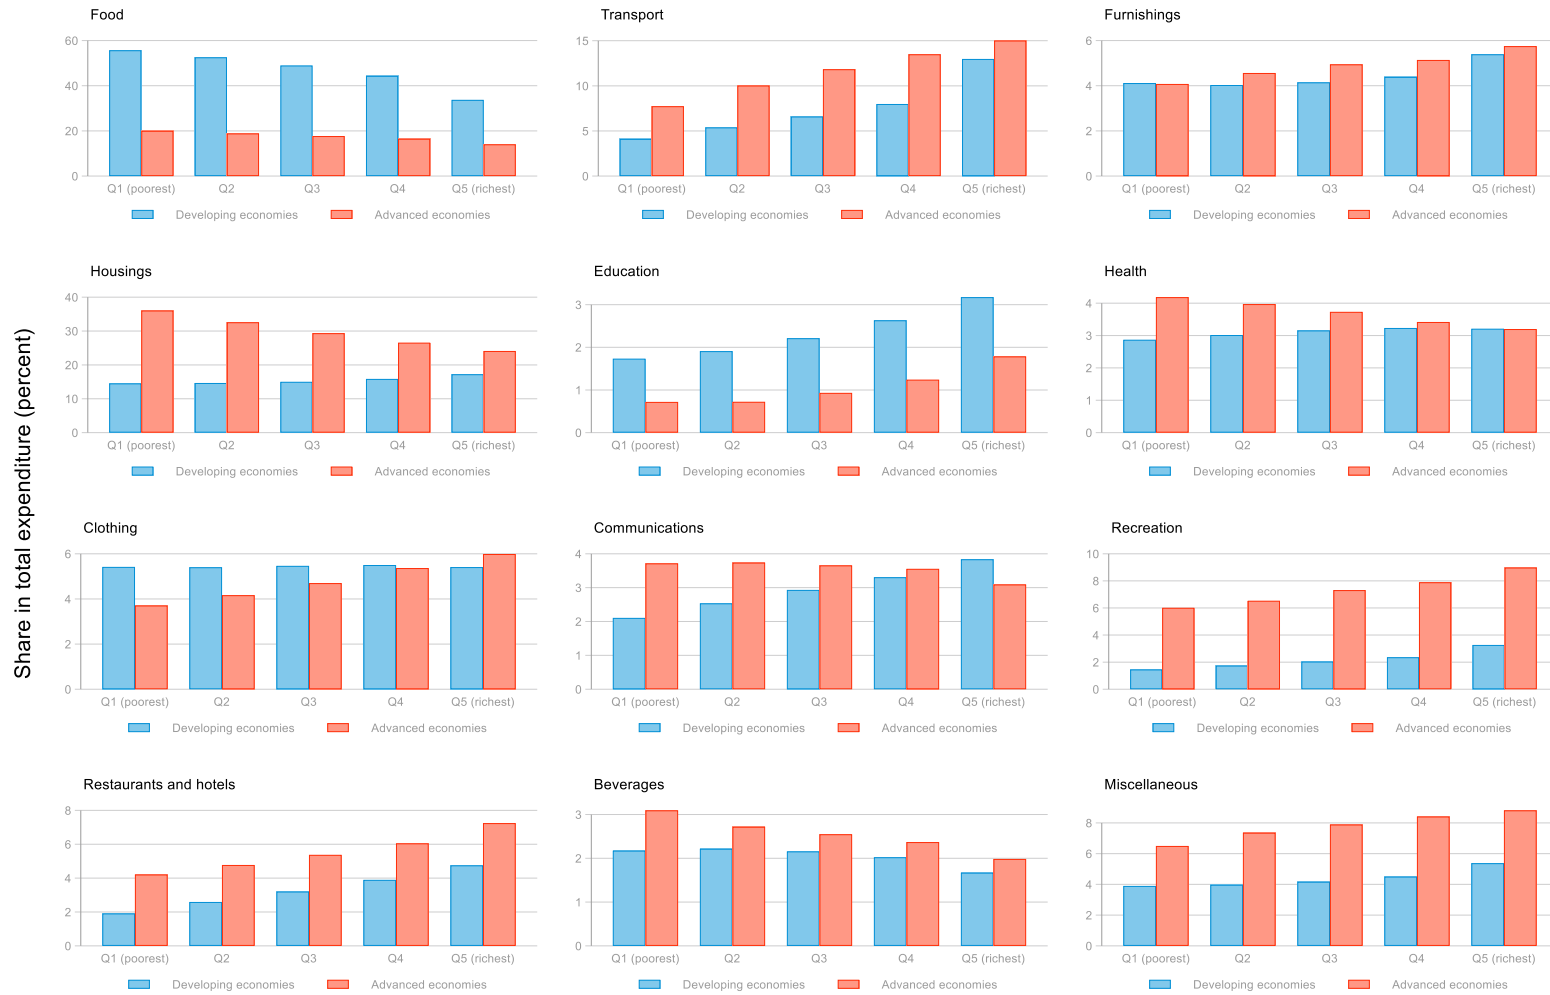 Share in total expenditure (percent)
Food
60
40
20
0
Q1 (poorest) Q2 Q3 Q4 Q5 (richest)
Developing economies Advanced economies
Transport
15
10
5
0
Q1 (poorest) Q2 Q3 Q4 Q5 (richest)
Developing economies Advanced economies
Furnishings
6
4
2
0
Q1 (poorest) Q2 Q3 Q4 Q5 (richest)
Developing economies Advanced economies
Housings
40
30
20
10
0
Q1 (poorest) Q2 Q3 Q4 Q5 (richest)
Developing economies Advanced economies
Education
3
2
1
0
Q1 (poorest) Q2 Q3 Q4 Q5 (richest)
Developing economies Advanced economies
Health
4
3
2
1
0
Q1 (poorest) Q2 Q3 Q4 Q5 (richest)
Developing economies Advanced economies
Clothing
6
4
2
0
Q1 (poorest) Q2 Q3 Q4 Q5 (richest)
Developing economies Advanced economies
Communications
4
3
2
1
0
Q1 (poorest) Q2 Q3 Q4 Q5 (richest)
Developing economies Advanced economies
Recreation
10
8
6
4
2
0
Q1 (poorest) Q2 Q3 Q4 Q5 (richest)
Developing economies Advanced economies
Restaurants and hotels
8
6
4
2
0
Q1 (poorest) Q2 Q3 Q4 Q5 (richest)
Developing economies Advanced economies
Beverages
3
2
1
0
Q1 (poorest) Q2 Q3 Q4 Q5 (richest)
Developing economies Advanced economies
Miscellaneous
8
6
4
2
0
Q1 (poorest) Q2 Q3 Q4 Q5 (richest)
Developing economies Advanced economies